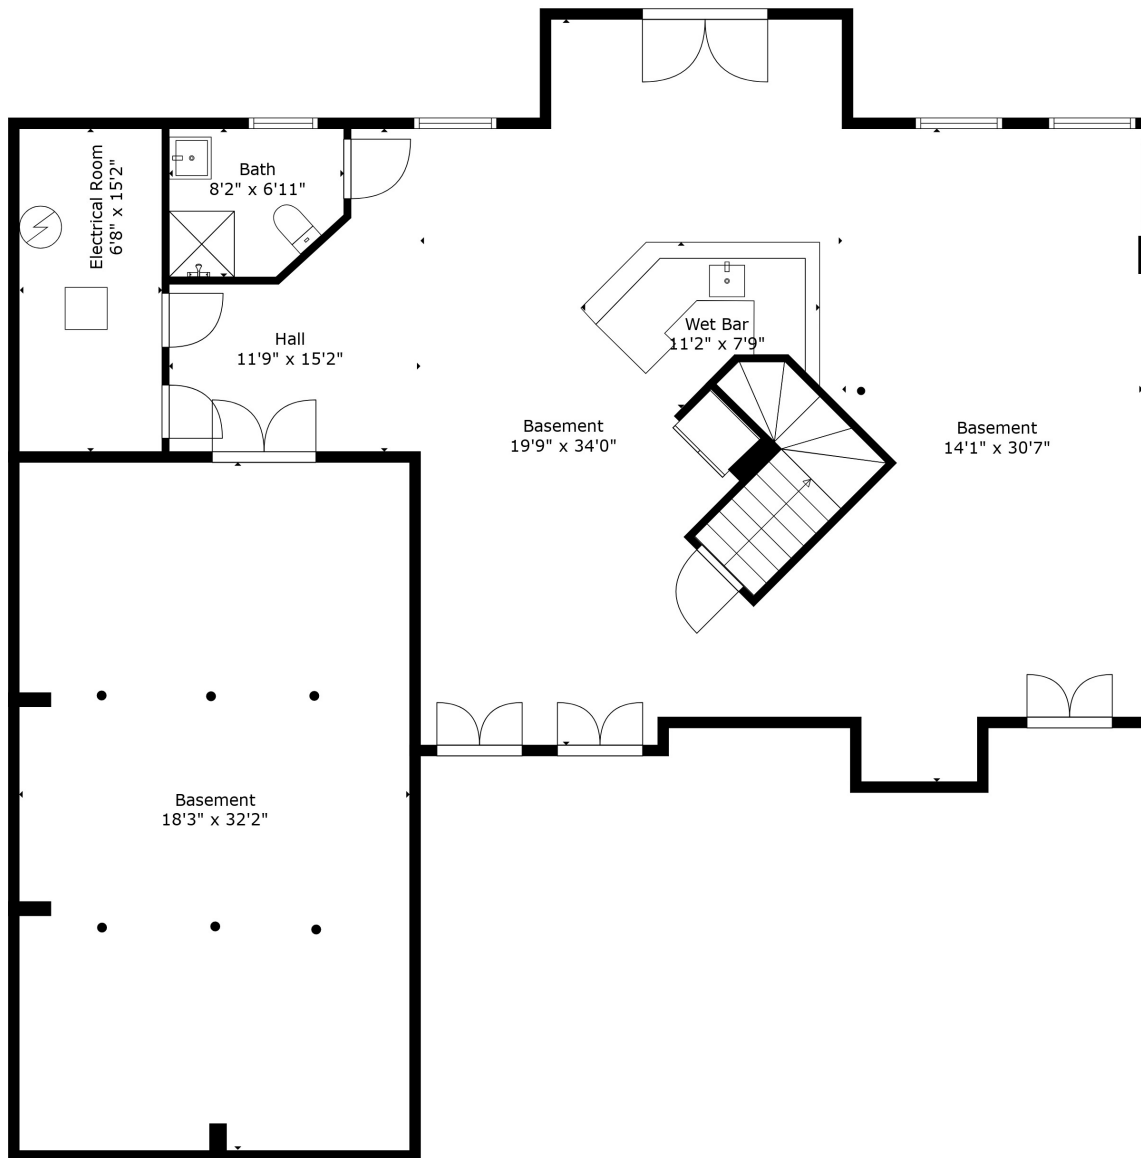 Electrical Room
6'8" x 15'2"
Bath
8'2" x 6'11"
Hall
11'9" x 15'2"
Wet Bar
11'2" x 7'9"
Basement
19'9" x 34'0"
Basement
14'1" x 30'7"
Basement
18'3" x 32'2"